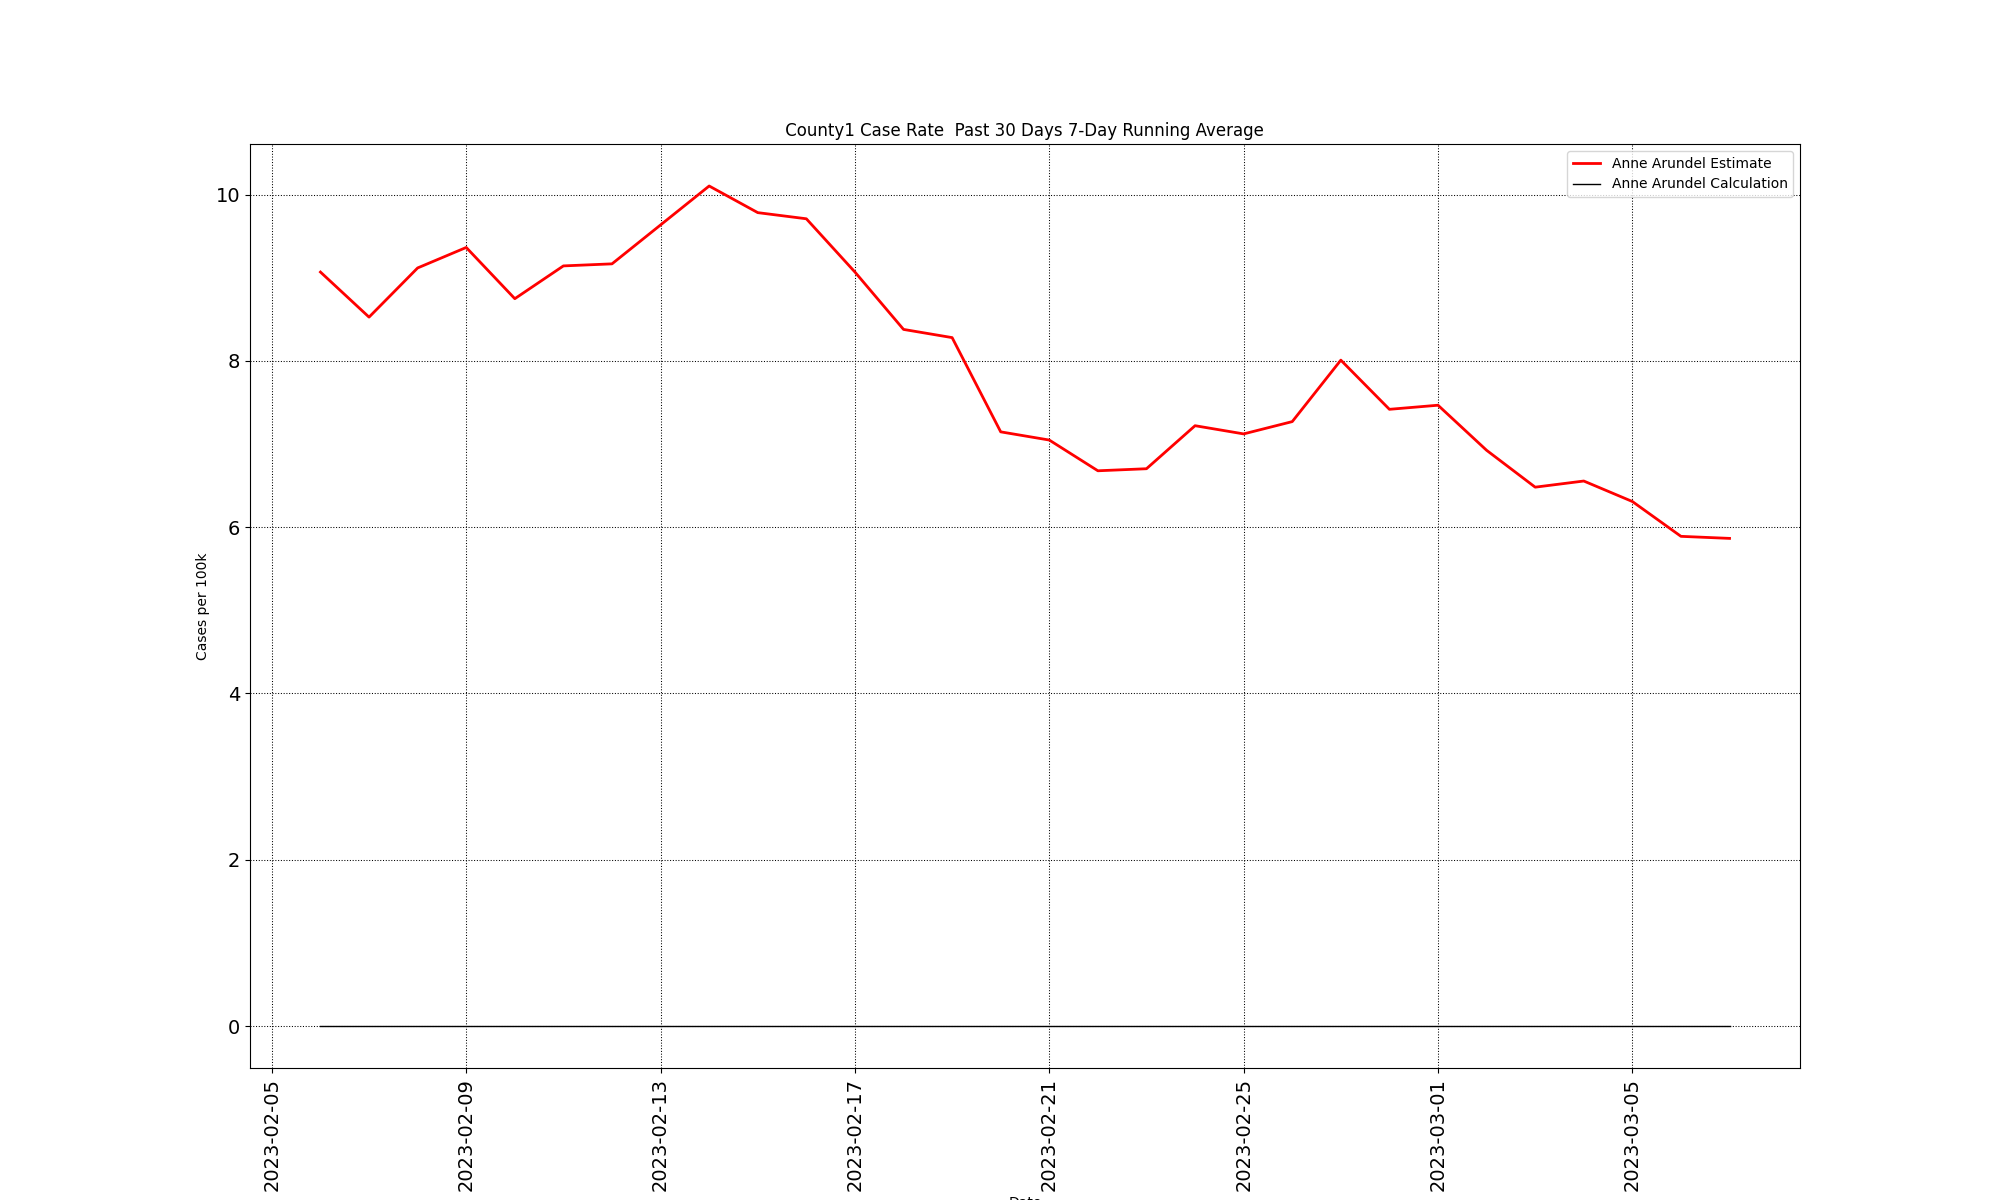 County1 Case Rate  Past 30 Days 7-Day Running Average
Anne Arundel Estimate
Anne Arundel Calculation
Cases per 100k
10
8
6
4
2
0
2023-02-05
2023-02-09
2023-02-13
2023-02-17
2023-02-21
2023-02-25
2023-03-01
2023-03-05
Date